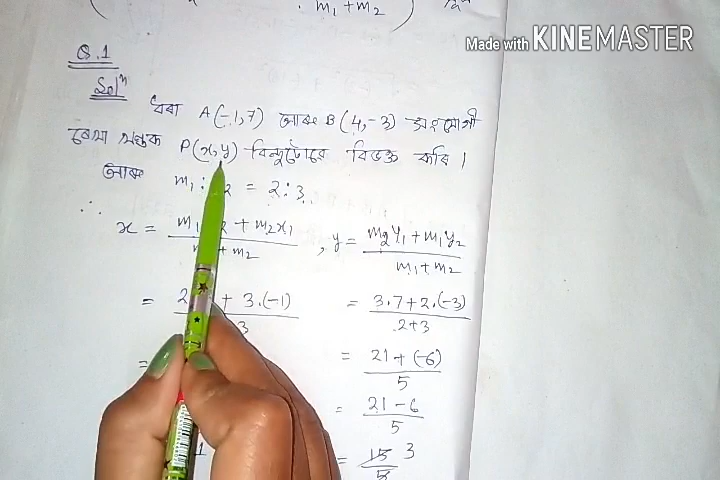 m₁+m₂
Made with KINEMASTER
Q.1
Solⁿ
ধৰা A(-1,7) আৰু B(4,-3) সংযোগী
ৰেখা খণ্ডক P(x,y) বিন্দুটোৱে বিভক্ত কৰি।
আৰু m₁: 2 = 2:3
∴ x = m₁ + m₂x₁ / + m₂ , y = m₂y₁ + m₁y₂ / m₁+m₂
= 2 + 3.(-1) / 3 = 3.7+2.(-3) / 2+3
= = 21 + (-6) / 5
= 21 - 6 / 5
= 15 / 5 3